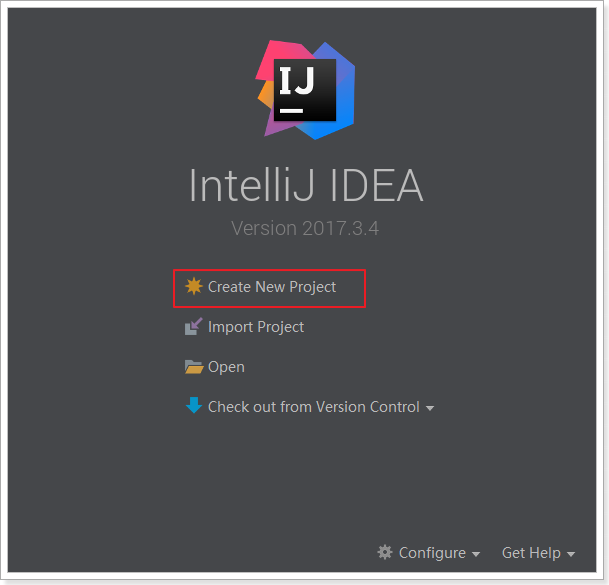 IJ
IntelliJ IDEA
Version 2017.3.4
Create New Project
Import Project
Open
Check out from Version Control
Configure Get Help